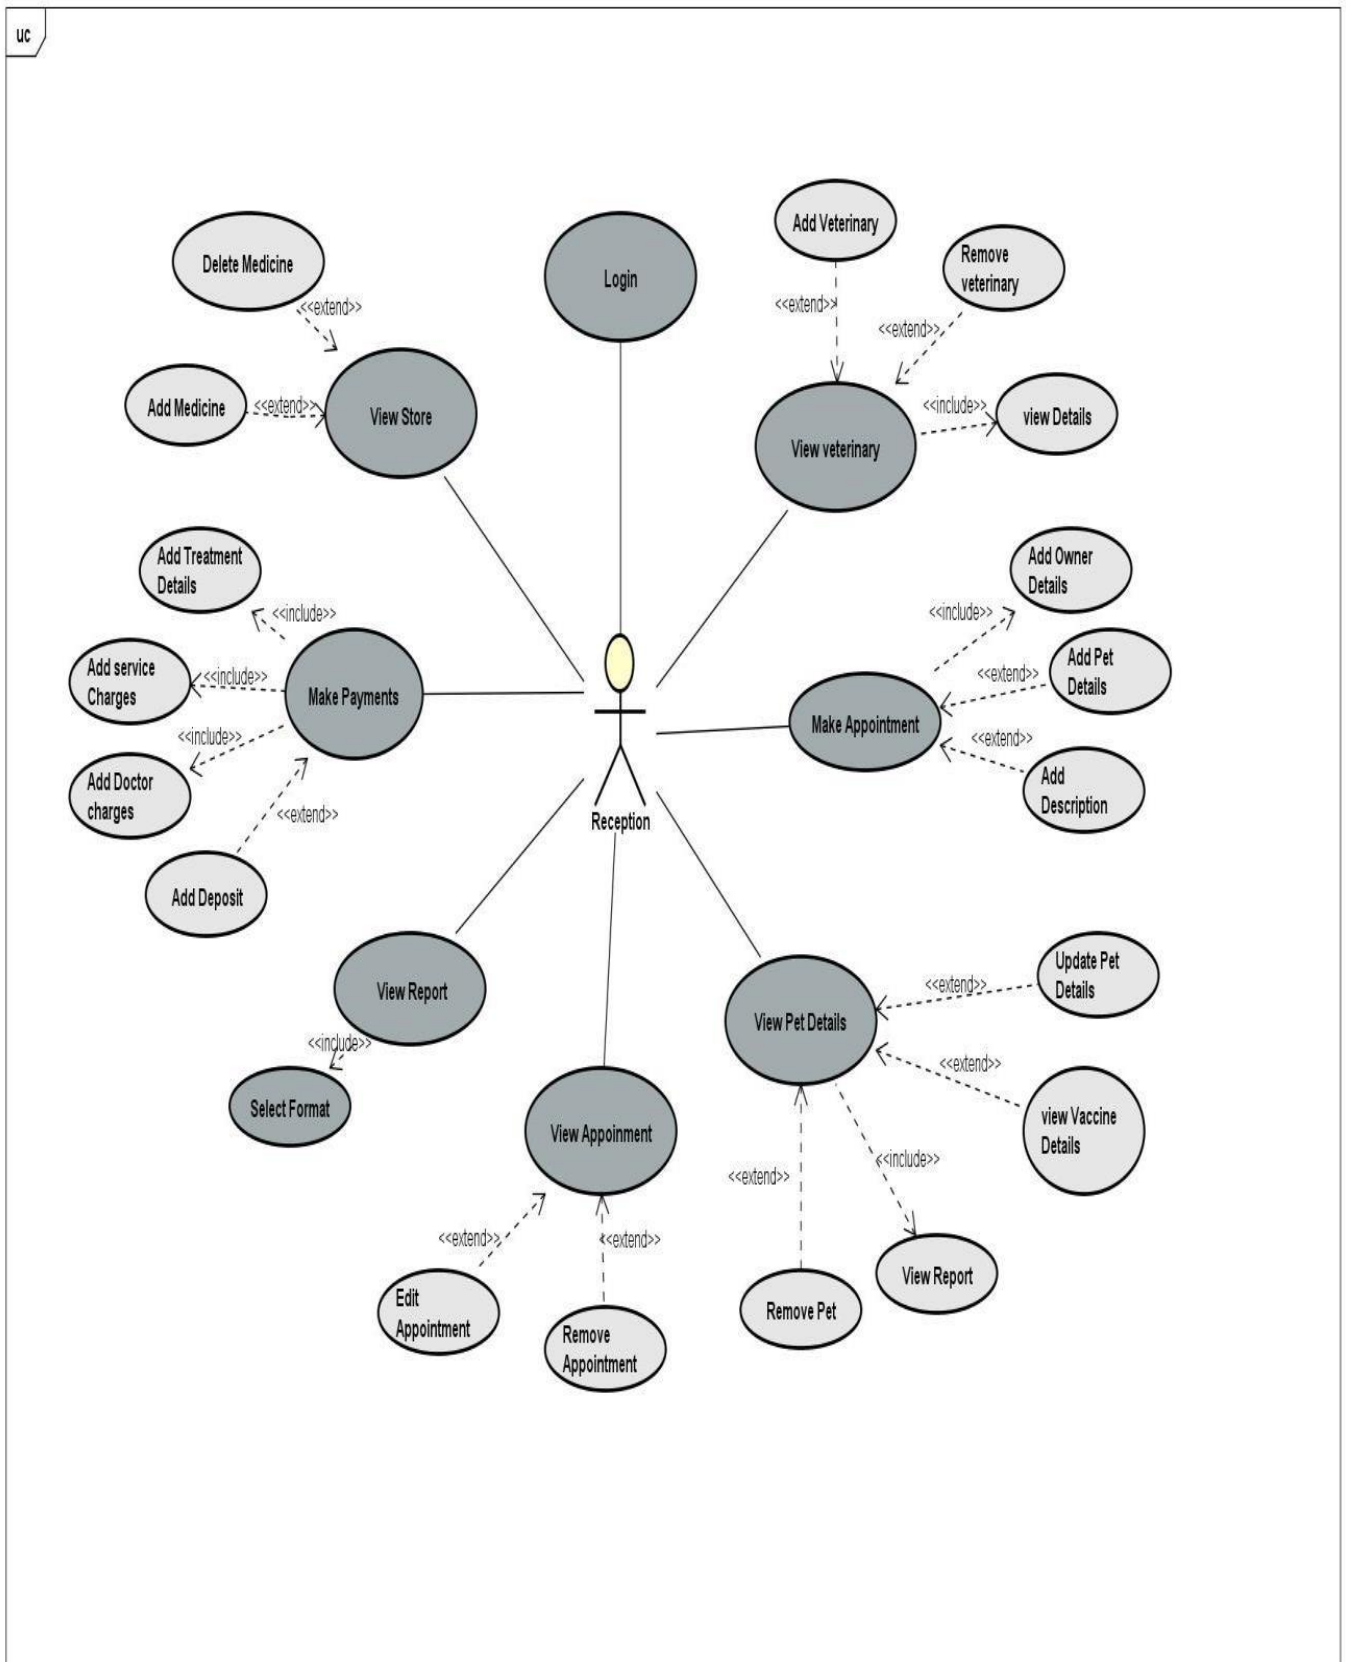 uc
Add Veterinary
Delete Medicine
Remove
veterinary
Login
<<extend>>
<<extend>>
<<extend>>
Add Medicine
<<extend>>
View Store
<<include>>
view Details
View veterinary
Add Treatment
Details
Add Owner
Details
<<include>>
<<include>>
Add service
Charges
<<include>>
Make Payments
Add Pet
Details
<<extend>>
Make Appointment
<<include>>
<<extend>>
Add Doctor
charges
Add
Description
<<extend>>
Reception
Add Deposit
View Report
Update Pet
Details
<<extend>>
View Pet Details
<<include>>
<<extend>>
Select Format
view Vaccine
Details
View Appoinment
<<include>>
<<extend>>
<<extend>>
<<extend>>
View Report
Edit
Appointment
Remove Pet
Remove
Appointment